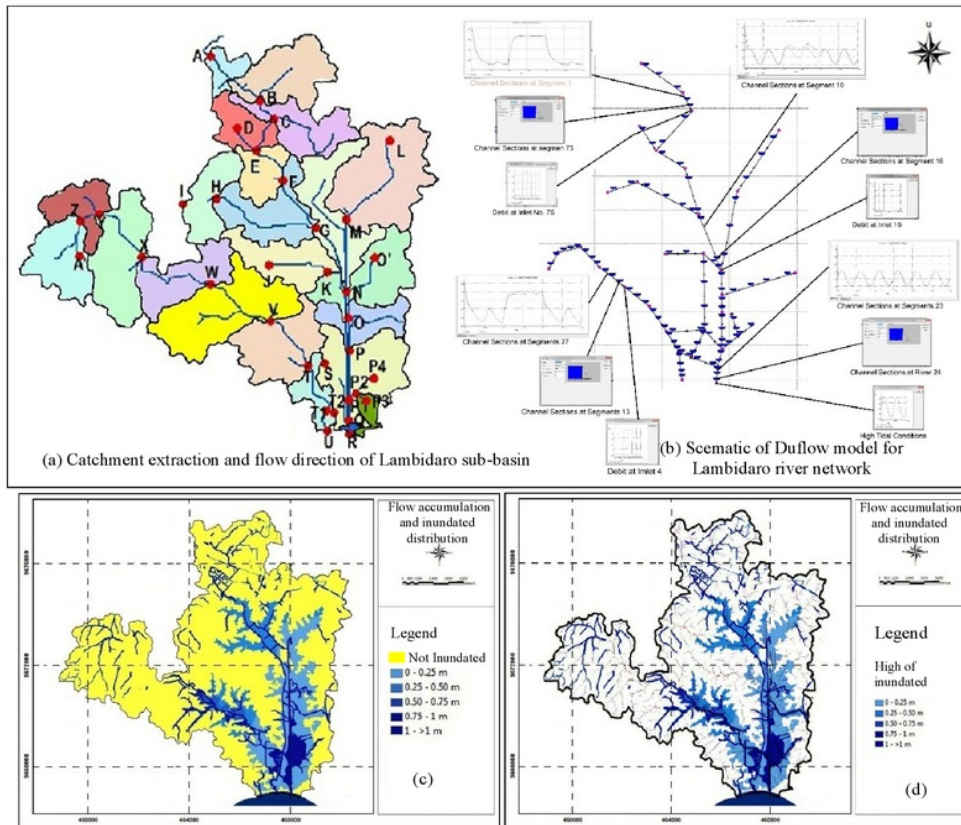 A
B
C
D
E
F
L
I
H
G
M
Z
X
A
W
J
K
O'
N
V
O
P
T
S
P4
P2
T1
T2
P3
Q
U
R
(a) Catchment extraction and flow direction of Lambidaro sub-basin
U
Channel Sections at Segment 1
Channel Sections at Segment 10
Channel Sections at segmen 75
Channel Sections at Segment 16
Debit at Inlet No. 75
Debit at Inlet 16
Channel Sections at Segments 27
Channel Sections at Segments 23
Channel Sections at Segments 13
Channel Sections at River 24
Debit at Imlet 4
High Tidal Conditions
(b) Scematic of Duflow model for
Lambidaro river network
Flow accumulation
and inundated
distribution
Legend
Not Inundated
0 - 0.25 m
0.25 - 0.50 m
0.50 - 0.75 m
0.75 - 1 m
1 - >1 m
(c)
Flow accumulation
and inundated
distribution
Legend
High of
inundated
0 - 0.25 m
0.25 - 0.50 m
0.50 - 0.75 m
0.75 - 1 m
1 - >1 m
(d)